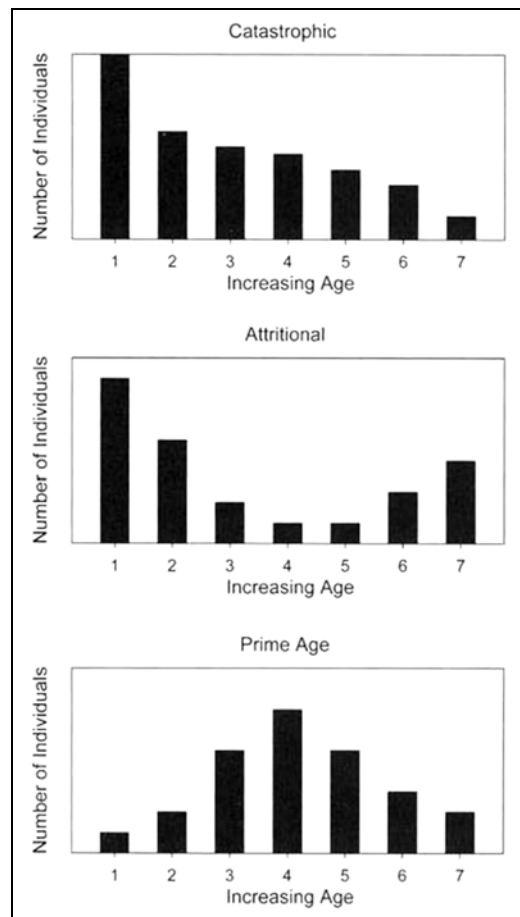 Catastrophic
Number of Individuals
1 2 3 4 5 6 7
Increasing Age
Attritional
Number of Individuals
1 2 3 4 5 6 7
Increasing Age
Prime Age
Number of Individuals
1 2 3 4 5 6 7
Increasing Age